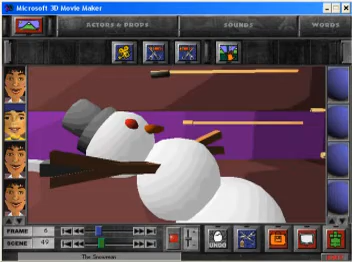 Microsoft 3D Movie Maker
ACTORS & PROPS
SOUNDS
WORDS
FRAME 6
SCENE 49
UNDO
The Snowman